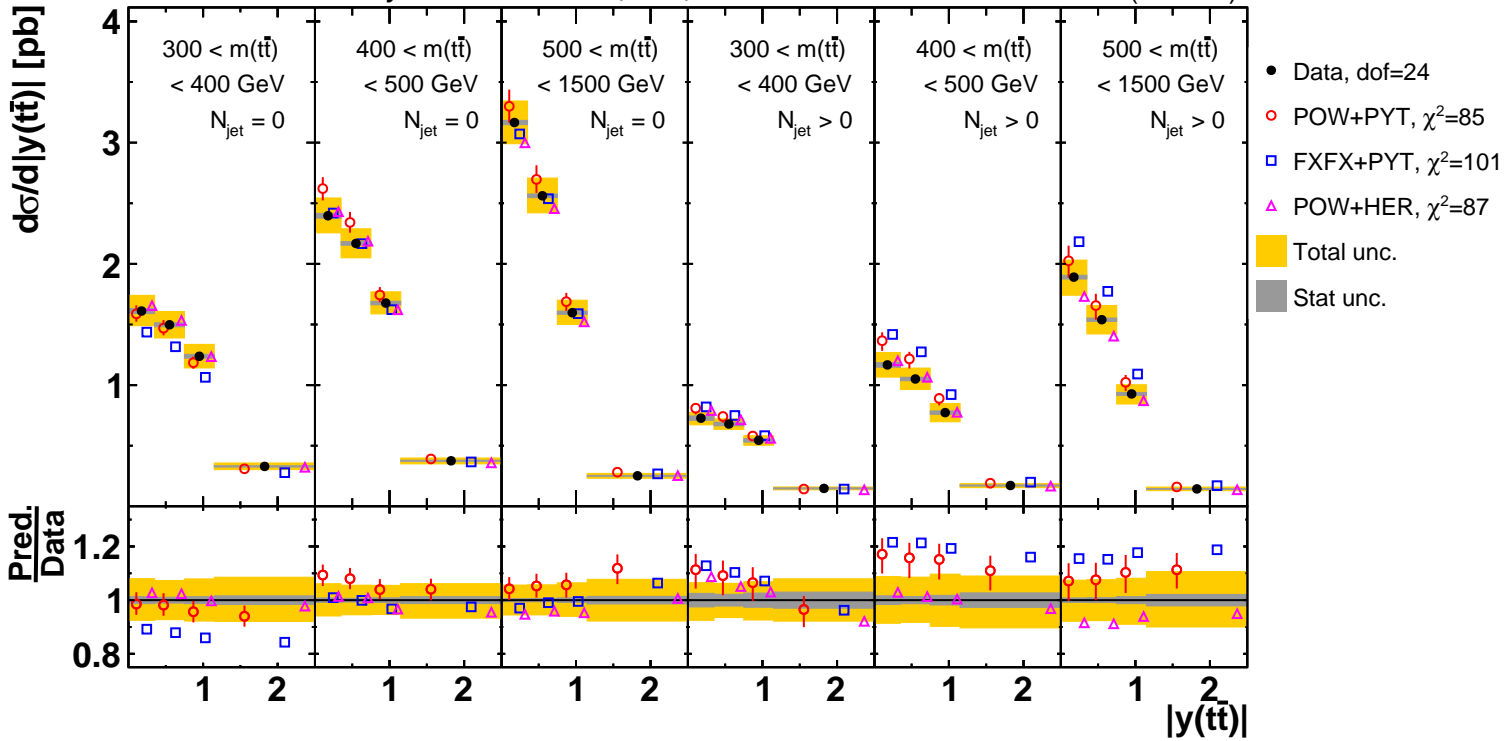 dσ/d|y(tt̄)| [pb]
4
3
2
1
300 < m(tt̄)
< 400 GeV
N_jet = 0
400 < m(tt̄)
< 500 GeV
N_jet = 0
500 < m(tt̄)
< 1500 GeV
N_jet = 0
300 < m(tt̄)
< 400 GeV
N_jet > 0
400 < m(tt̄)
< 500 GeV
N_jet > 0
500 < m(tt̄)
< 1500 GeV
N_jet > 0
Data, dof=24
POW+PYT, χ²=85
FXFX+PYT, χ²=101
POW+HER, χ²=87
Total unc.
Stat unc.
Pred.
Data
1.2
1
0.8
1 2 1 2 1 2 1 2 1 2 1 2
|y(tt̄)|